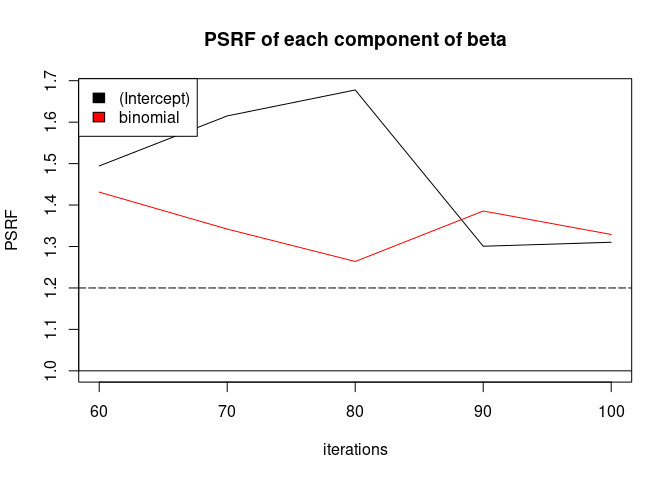 PSRF of each component of beta
(Intercept)
binomial
PSRF
1.7
1.6
1.5
1.4
1.3
1.2
1.1
1.0
60 70 80 90 100
iterations